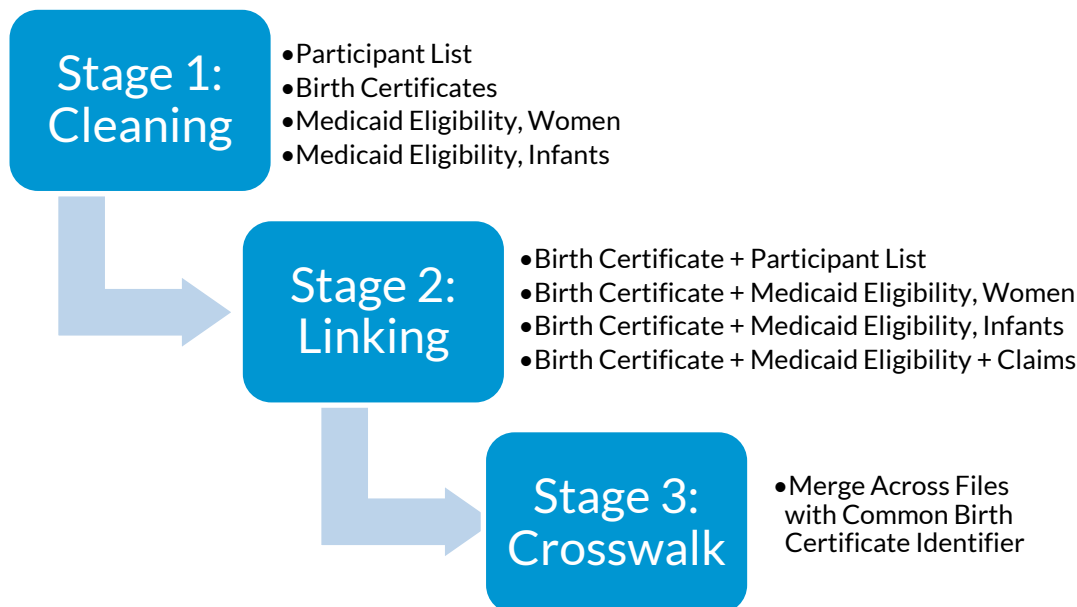 Stage 1:
Cleaning
•Participant List
•Birth Certificates
•Medicaid Eligibility, Women
•Medicaid Eligibility, Infants
Stage 2:
Linking
•Birth Certificate + Participant List
•Birth Certificate + Medicaid Eligibility, Women
•Birth Certificate + Medicaid Eligibility, Infants
•Birth Certificate + Medicaid Eligibility + Claims
Stage 3:
Crosswalk
•Merge Across Files
with Common Birth
Certificate Identifier